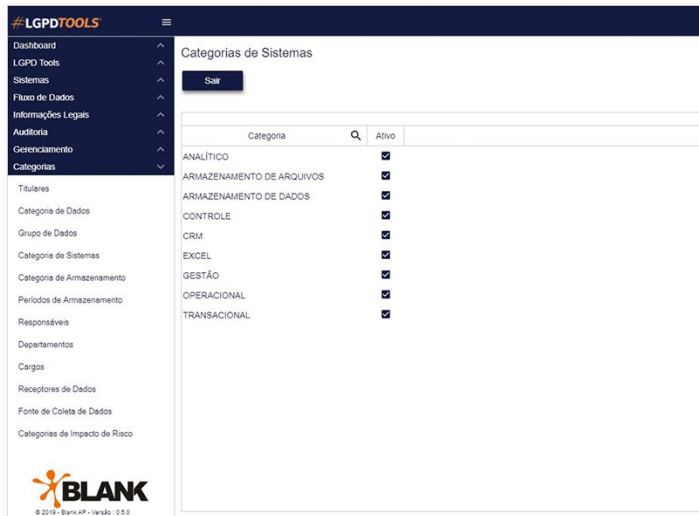 #LGPDTOOLS
Dashboard
LGPD Tools
Sistemas
Fluxo de Dados
Informações Legais
Auditoria
Gerenciamento
Categorias
Titulares
Categoria de Dados
Grupo de Dados
Categoria de Sistemas
Categoria de Armazenamento
Períodos de Armazenamento
Responsáveis
Departamentos
Cargos
Receptores de Dados
Fonte de Coleta de Dados
Categorias de Impacto de Risco
BLANK
© 2019 - Blank AP - Versão : 0.5.0
Categorias de Sistemas
Sair
Categoria Ativo
ANALÍTICO
ARMAZENAMENTO DE ARQUIVOS
ARMAZENAMENTO DE DADOS
CONTROLE
CRM
EXCEL
GESTÃO
OPERACIONAL
TRANSACIONAL